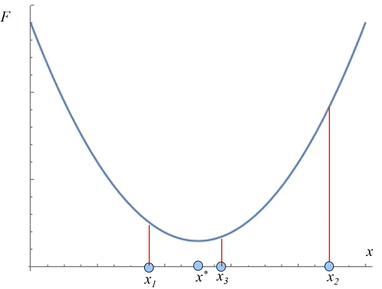 F
x
x₁ x* x₃ x₂